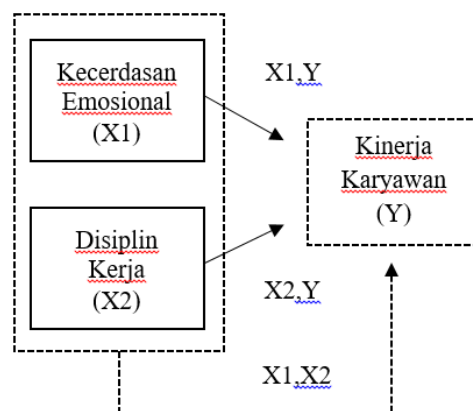 Kecerdasan
Emosional
(X1)
X1,Y
Kinerja
Karyawan
(Y)
Disiplin
Kerja
(X2)
X2,Y
X1,X2